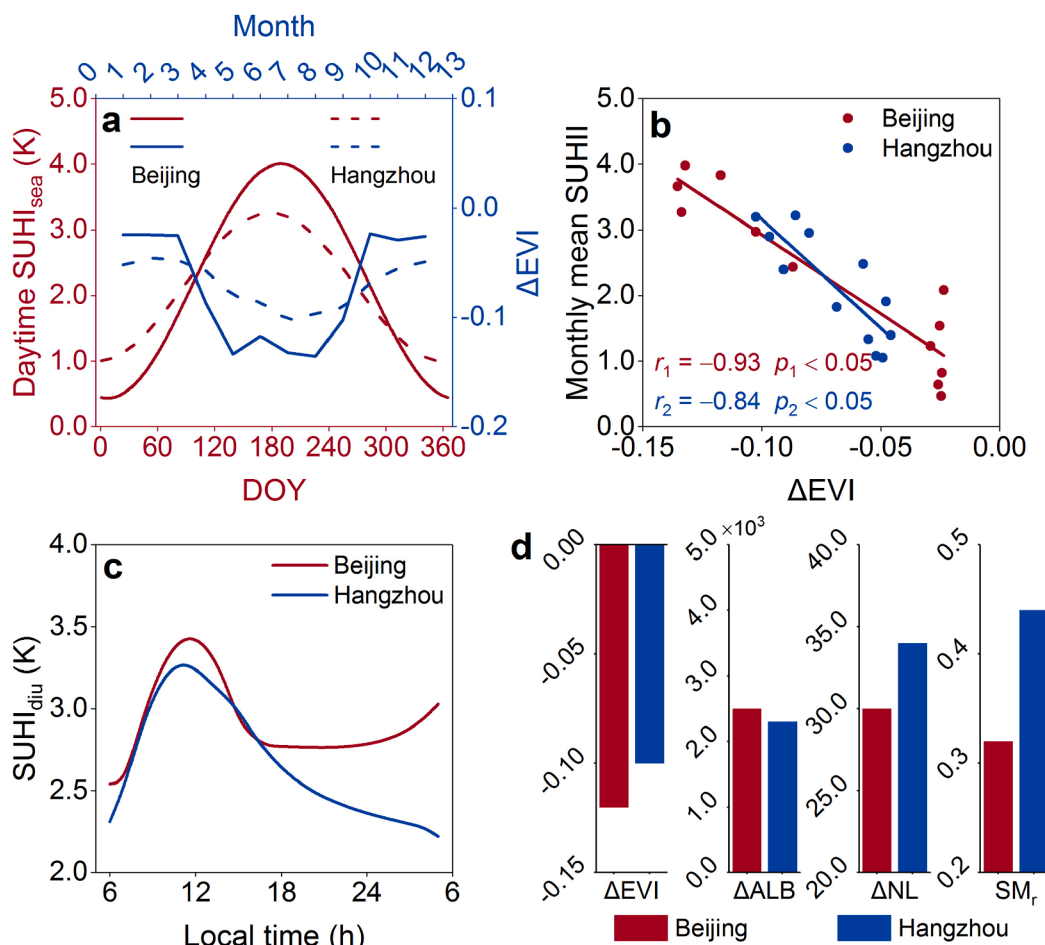 Month
0 1 2 3 4 5 6 7 8 9 10 11 12 13
a
5.0
4.0
3.0
2.0
1.0
0.0
Daytime SUHIsea (K)
Beijing
Hangzhou
0.1
0.0
-0.1
-0.2
ΔEVI
0 60 120 180 240 300 360
DOY
b
Beijing
Hangzhou
5.0
4.0
3.0
2.0
1.0
0.0
Monthly mean SUHII
r1 = −0.93 p1 < 0.05
r2 = −0.84 p2 < 0.05
-0.15 -0.10 -0.05 0.00
ΔEVI
c
Beijing
Hangzhou
4.0
3.5
3.0
2.5
2.0
SUHIdiu (K)
6 12 18 24 6
Local time (h)
d
0.00
-0.05
-0.10
-0.15
ΔEVI
×10³
5.0
4.0
3.0
2.0
1.0
0.0
ΔALB
40.0
35.0
30.0
25.0
20.0
ΔNL
0.5
0.4
0.3
0.2
SMr
Beijing Hangzhou